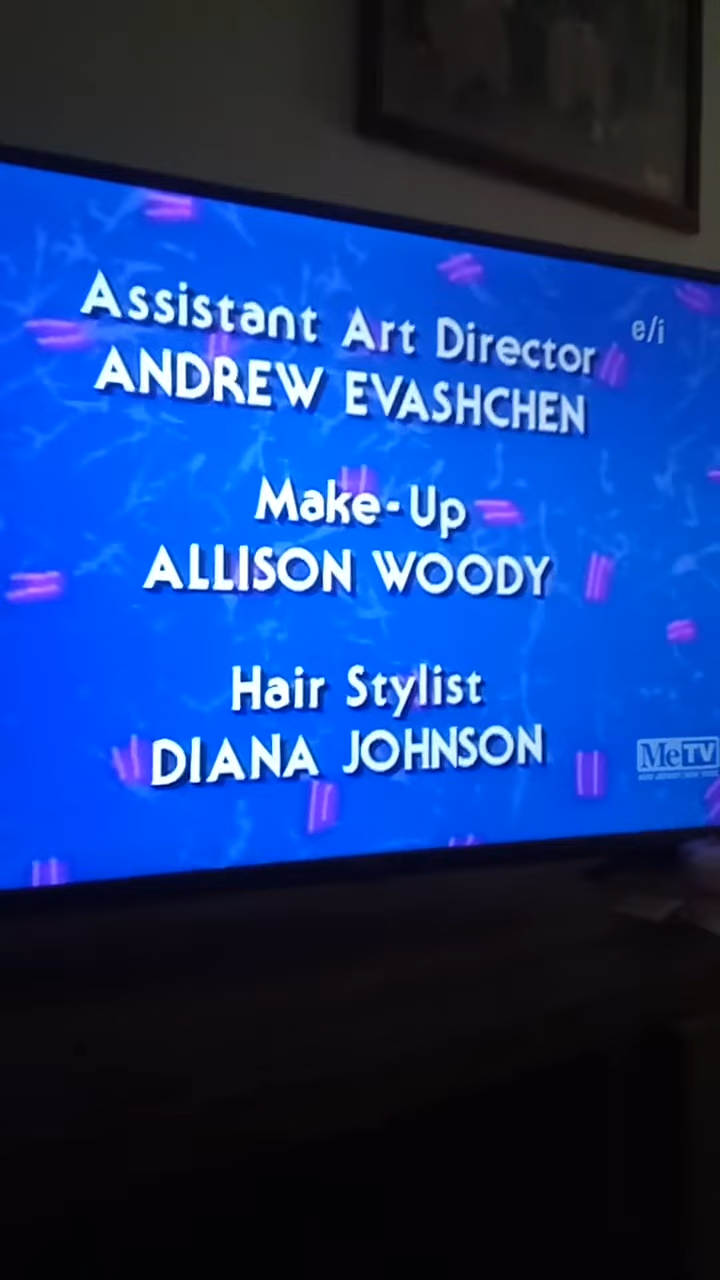 Assistant Art Director
e/i
ANDREW EVASHCHEN
Make-Up
ALLISON WOODY
Hair Stylist
DIANA JOHNSON
MeTV